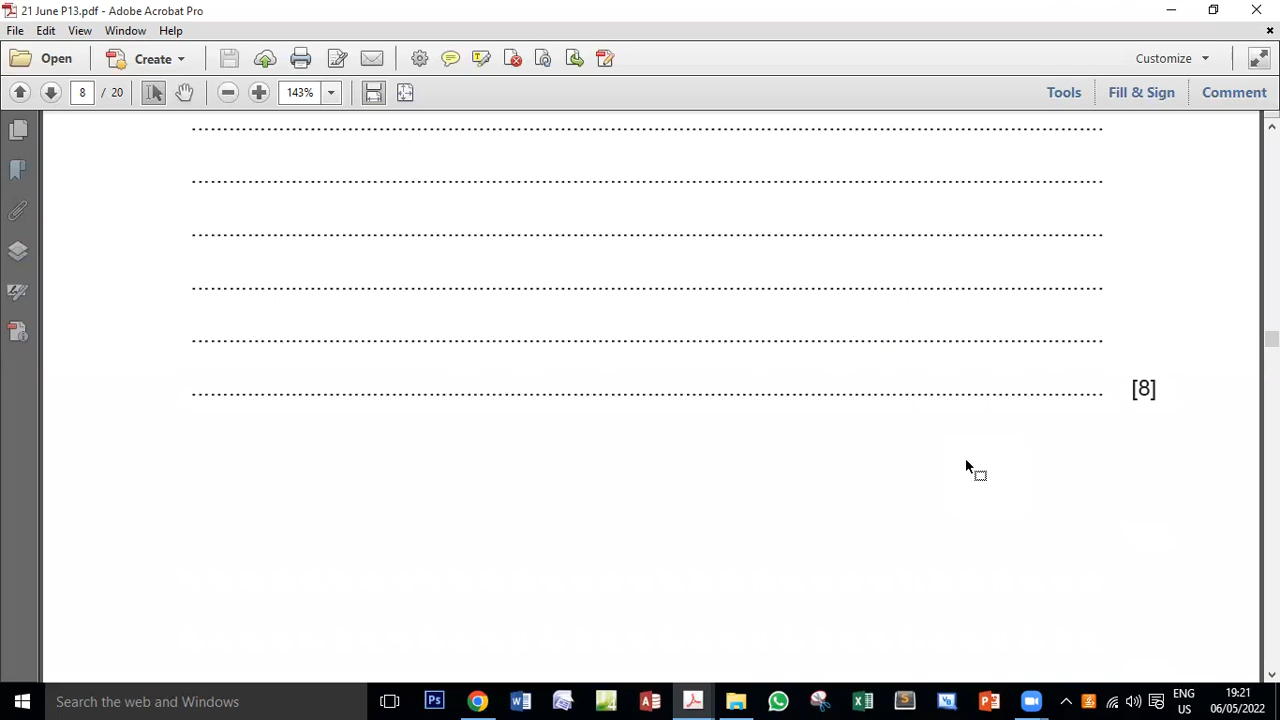 21 June P13.pdf - Adobe Acrobat Pro
File Edit View Window Help
Open Create Customize
8 / 20 143% Tools Fill & Sign Comment
........................................................................................................................
........................................................................................................................
........................................................................................................................
........................................................................................................................
........................................................................................................................
........................................................................................................................ [8]
Search the web and Windows
ENG 19:21
US 06/05/2022